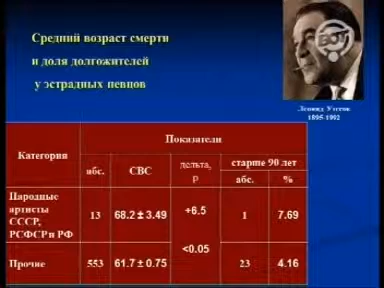 Средний возраст смерти
и доля долгожителей
у эстрадных певцов
Леонид Утесов
1895-1982
Категория
Показатели
абс.
СВС
дельта,
р
старше 90 лет
абс.
%
Народные
артисты
СССР,
РСФСР и РФ
13
68.2 ± 3.49
+6.5
1
7.69
<0.05
Прочие
553
61.7 ± 0.75
23
4.16